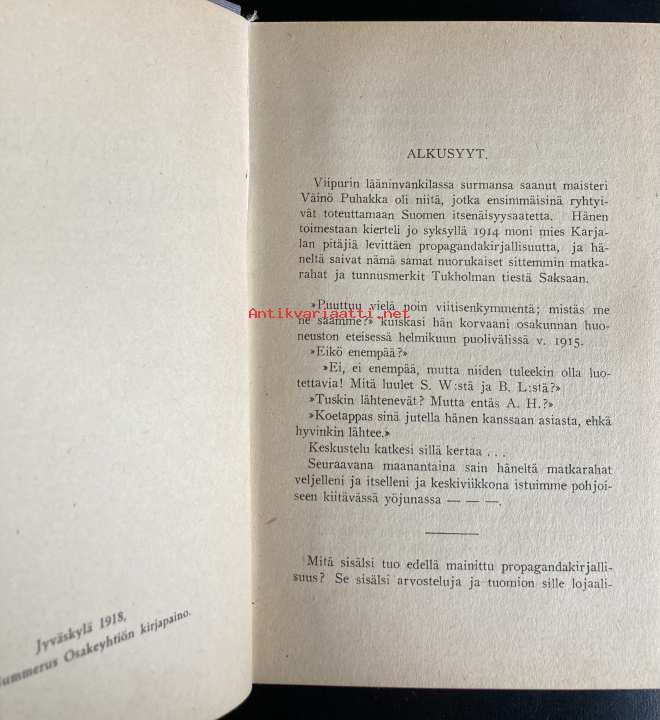 Jyväskylä 1918,
Gummerus Osakeyhtiön kirjapaino.
ALKUSYYT.
Viipurin lääninvankilassa surmansa saanut maisteri
Väinö Puhakka oli niitä, jotka ensimmäisinä ryhtyi-
vät toteuttamaan Suomen itsenäisyysaatetta. Hänen
toimestaan kierteli jo syksyllä 1914 moni mies Karja-
lan pitäjiä levittäen propagandakirjallisuutta, ja hä-
neltä saivat nämä samat nuorukaiset sittemmin matka-
rahat ja tunnusmerkit Tukholman tiestä Saksaan.
»Puuttuu vielä poin viitisenkymmentä; mistäs me
ne saamme?» kuiskasi hän korvaani osakunnan huo-
neuston eteisessä helmikuun puolivälissä v. 1915.
»Eikö enempää?»
»Ei, ei enempää, mutta niiden tuleekin olla luo-
tettavia! Mitä luulet S. W:stä ja B. L:stä?»
»Tuskin lähtenevät? Mutta entäs A. H.?»
»Koetappas sinä jutella hänen kanssaan asiasta, ehkä
hyvinkin lähtee.»
Keskustelu katkesi sillä kertaa . . .
Seuraavana maanantaina sain häneltä matkarahat
veljelleni ja itselleni ja keskiviikkona istuimme pohjoi-
seen kiitävässä yöjunassa — — —.
Mitä sisälsi tuo edellä mainittu propagandakirjalli-
suus? Se sisälsi arvosteluja ja tuomion sille lojaali-
Antikvariaatti.net